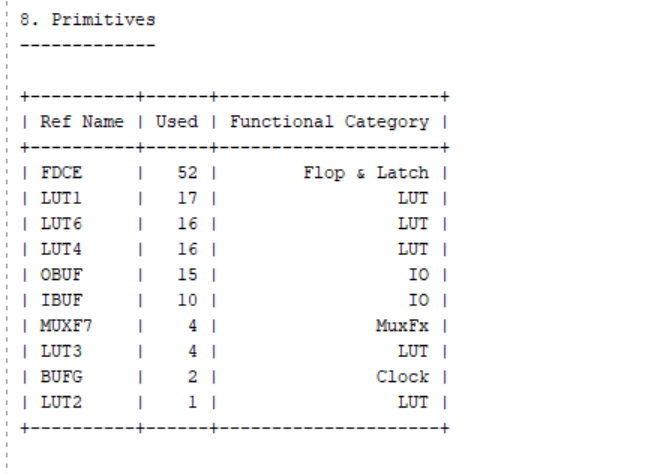 8. Primitives
-------------
+----------+------+---------------------+
| Ref Name | Used | Functional Category |
+----------+------+---------------------+
| FDCE     |   52 |        Flop & Latch |
| LUT1     |   17 |                 LUT |
| LUT6     |   16 |                 LUT |
| LUT4     |   16 |                 LUT |
| OBUF     |   15 |                  IO |
| IBUF     |   10 |                  IO |
| MUXF7    |    4 |               MuxFx |
| LUT3     |    4 |                 LUT |
| BUFG     |    2 |               Clock |
| LUT2     |    1 |                 LUT |
+----------+------+---------------------+